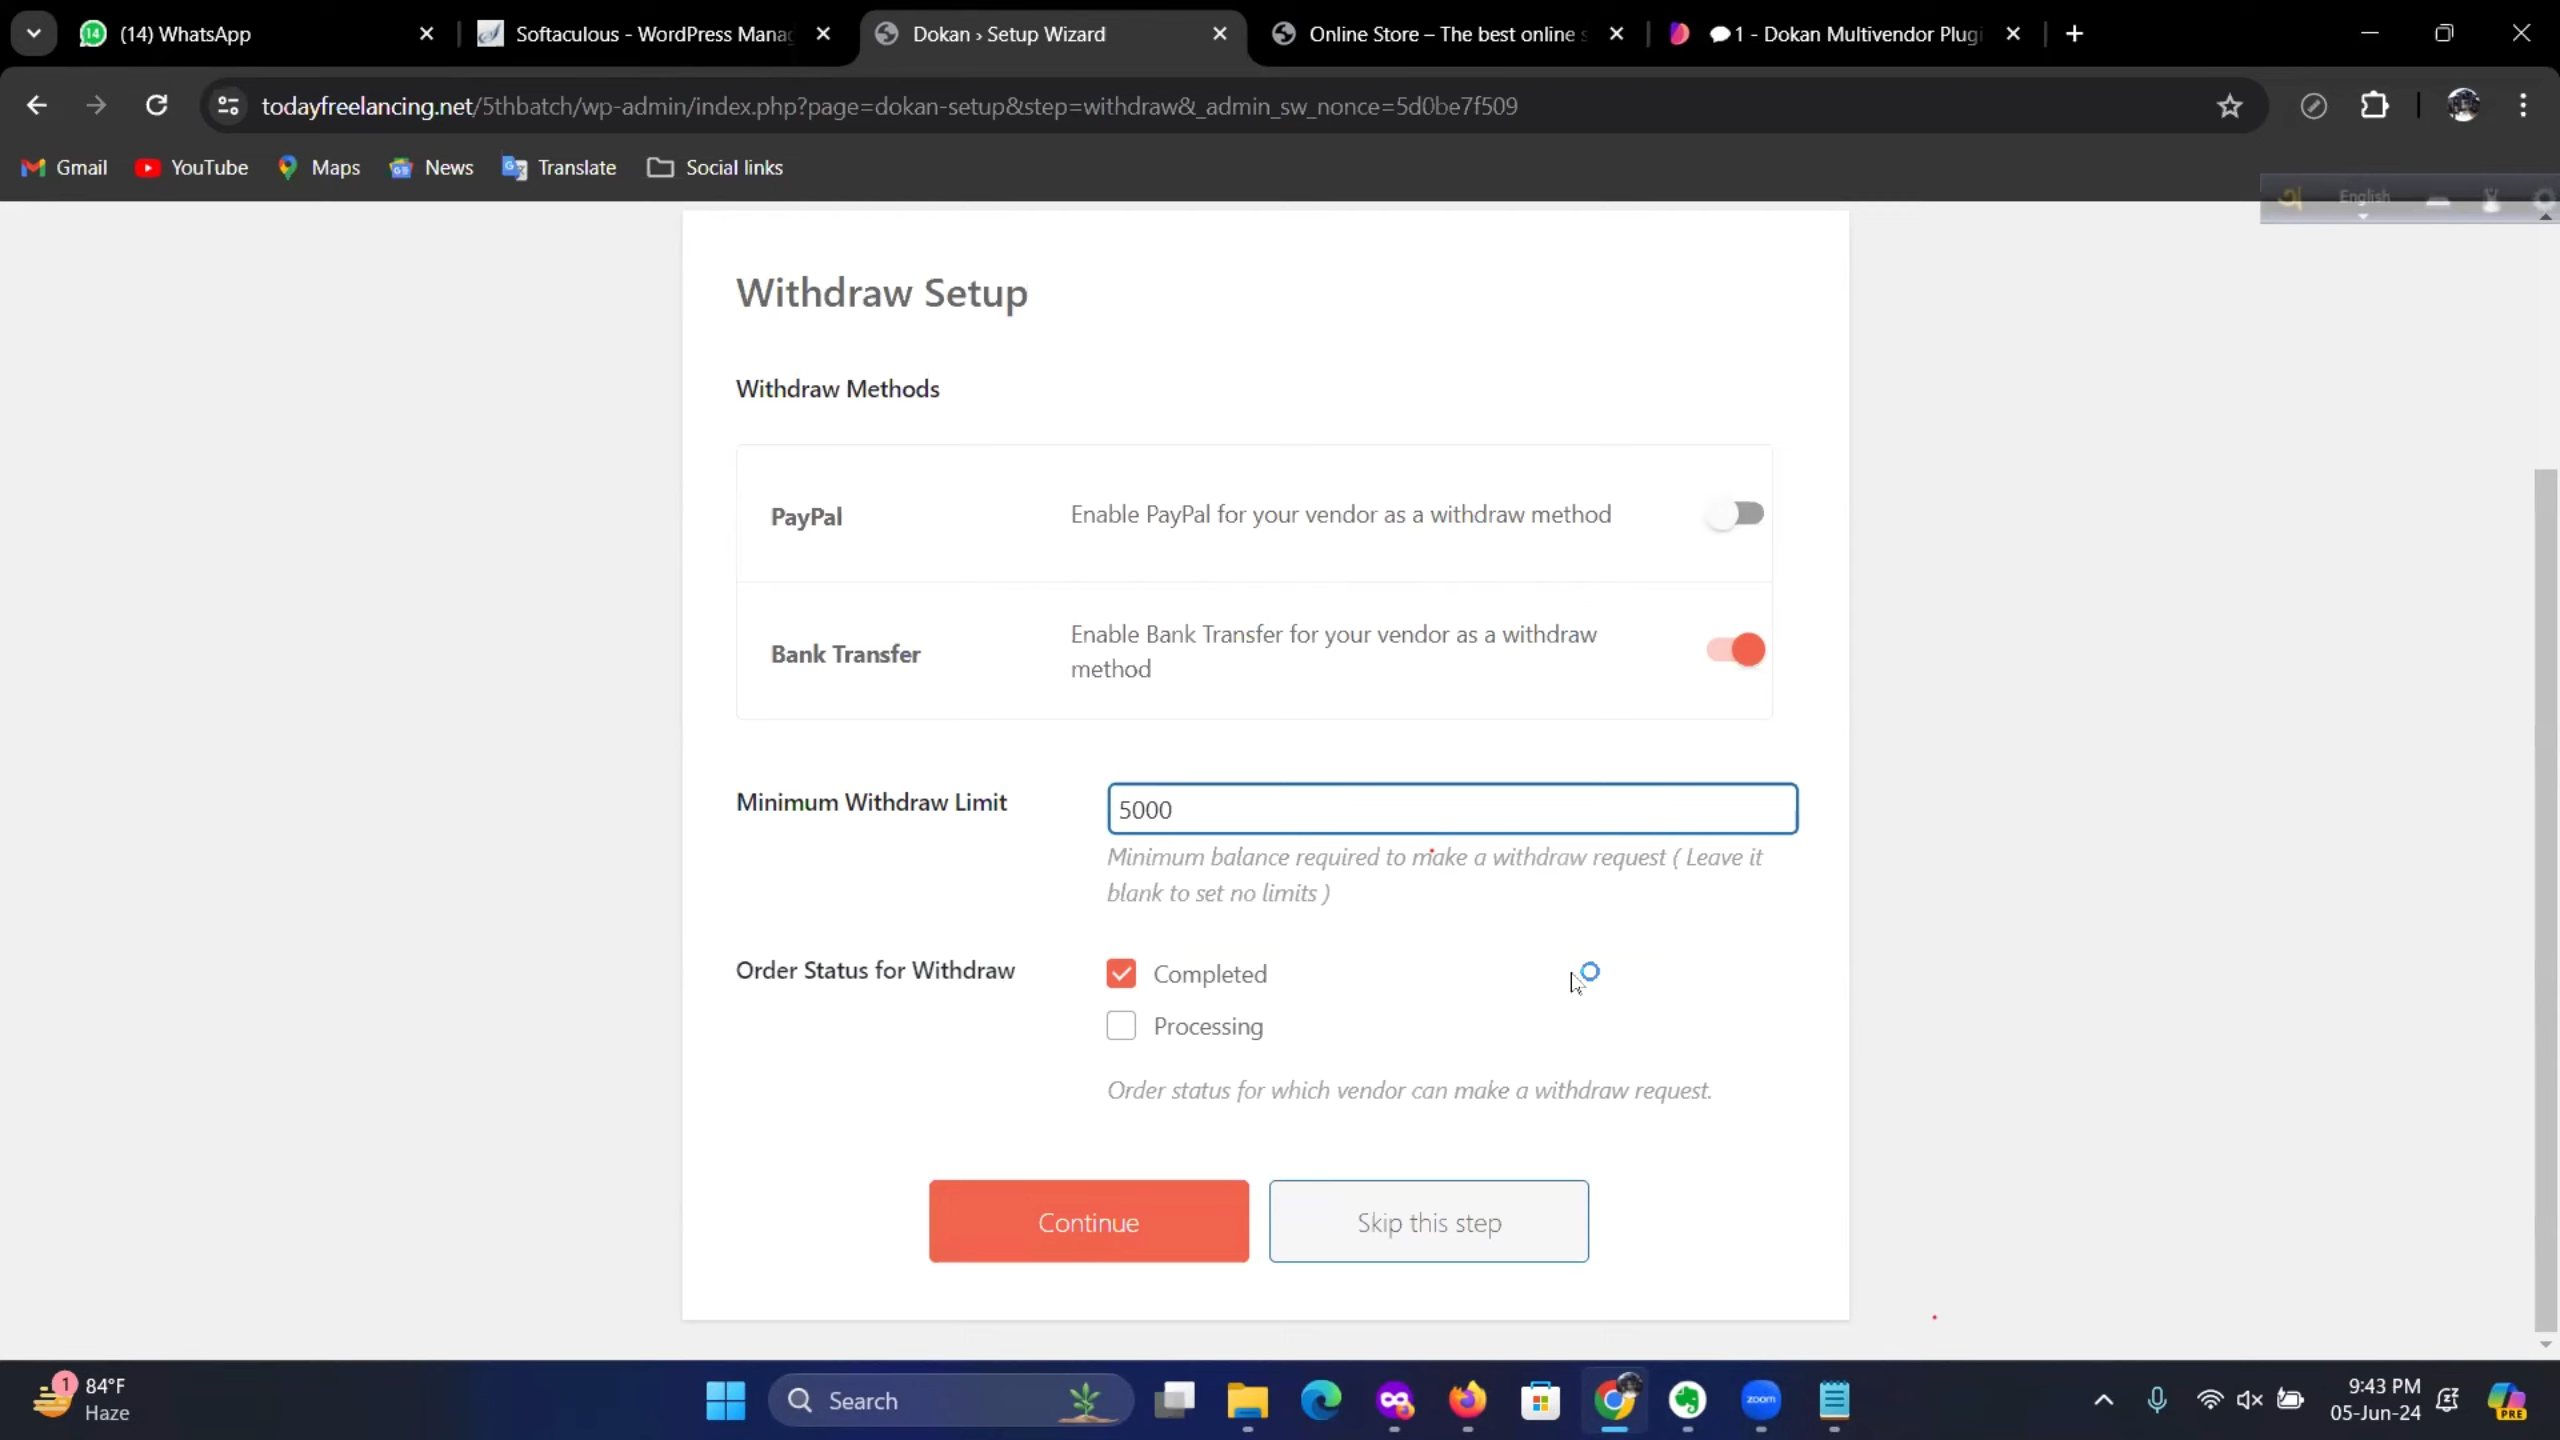 14
(14) WhatsApp
Softaculous - WordPress Manag
Dokan › Setup Wizard
Online Store – The best online s
1 - Dokan Multivendor Plugi
todayfreelancing.net/5thbatch/wp-admin/index.php?page=dokan-setup&step=withdraw&_admin_sw_nonce=5d0be7f509
Gmail
YouTube
Maps
News
Translate
Social links
অ English
Withdraw Setup
Withdraw Methods
PayPal
Enable PayPal for your vendor as a withdraw method
Bank Transfer
Enable Bank Transfer for your vendor as a withdraw
method
Minimum Withdraw Limit
5000
Minimum balance required to make a withdraw request ( Leave it
blank to set no limits )
Order Status for Withdraw
Completed
Processing
Order status for which vendor can make a withdraw request.
Continue
Skip this step
1
84°F
Haze
Search
zoom
9:43 PM
05-Jun-24
PRE